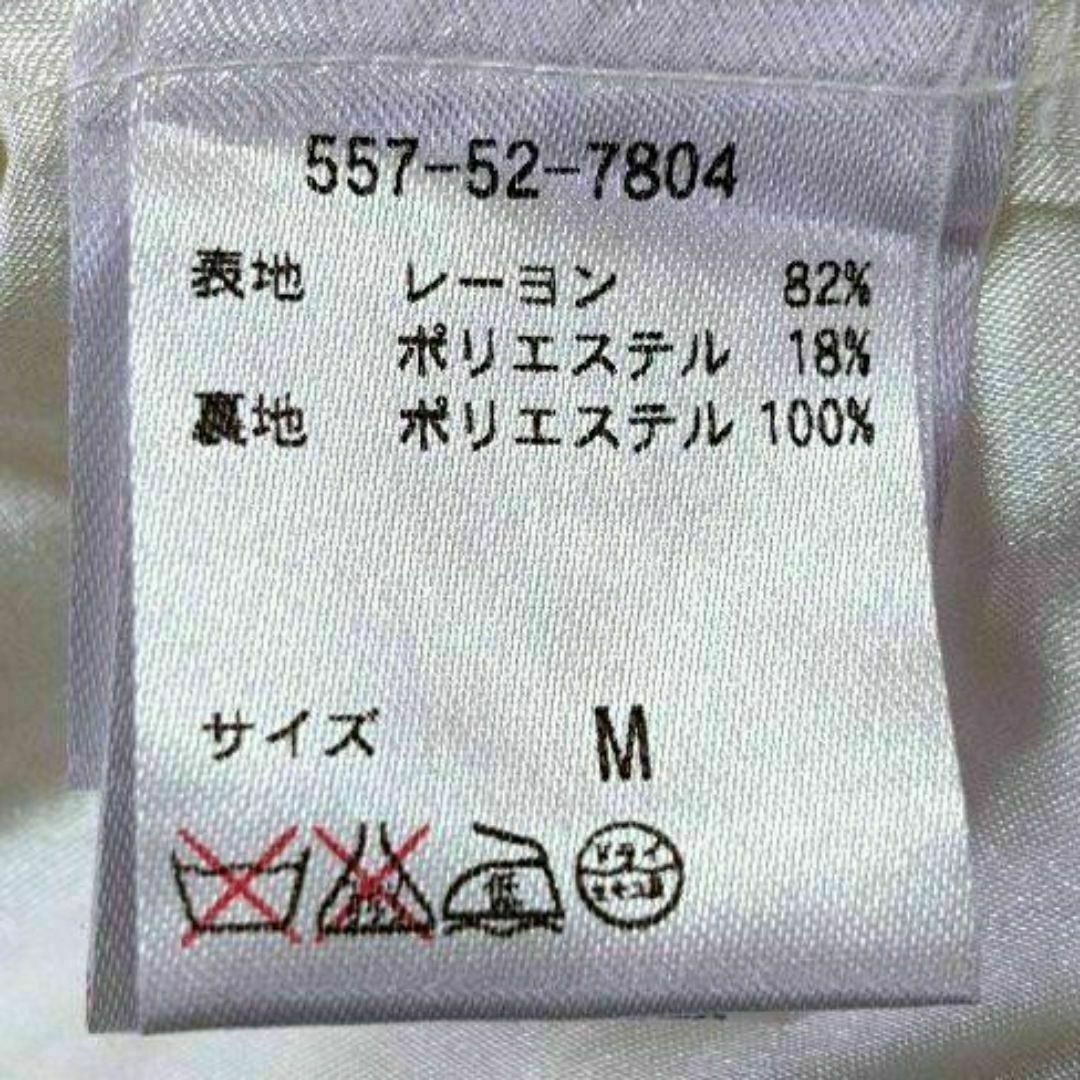 557-52-7804
表地 レーヨン 82%
ポリエステル 18%
裏地 ポリエステル 100%
サイズ M
低 ドライ